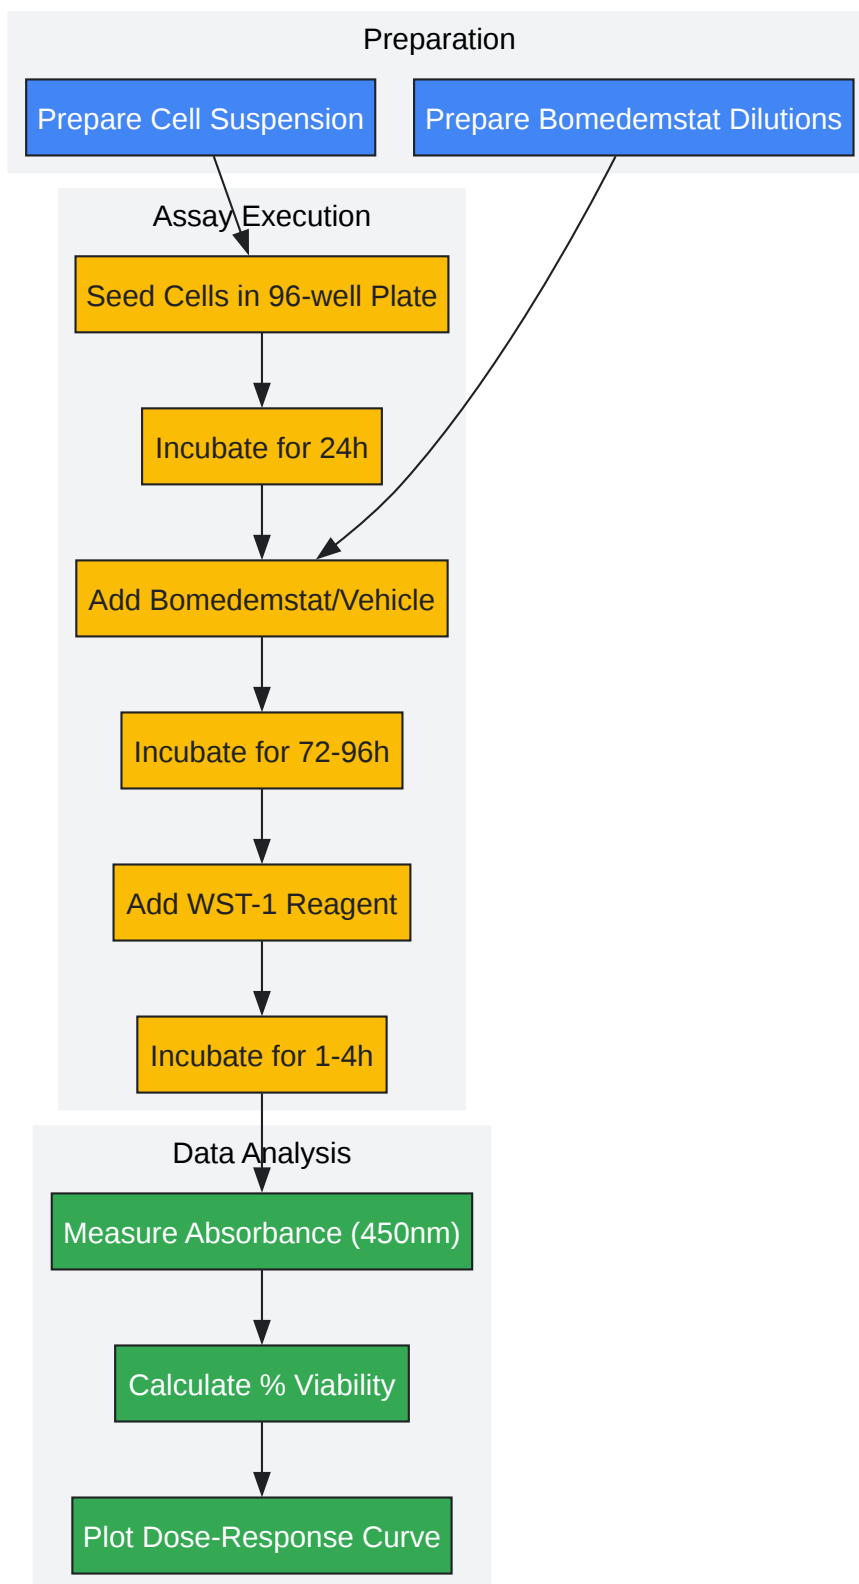 Preparation
Prepare Cell Suspension
Prepare Bomedemstat Dilutions
Assay Execution
Seed Cells in 96-well Plate
Incubate for 24h
Add Bomedemstat/Vehicle
Incubate for 72-96h
Add WST-1 Reagent
Incubate for 1-4h
Data Analysis
Measure Absorbance (450nm)
Calculate % Viability
Plot Dose-Response Curve